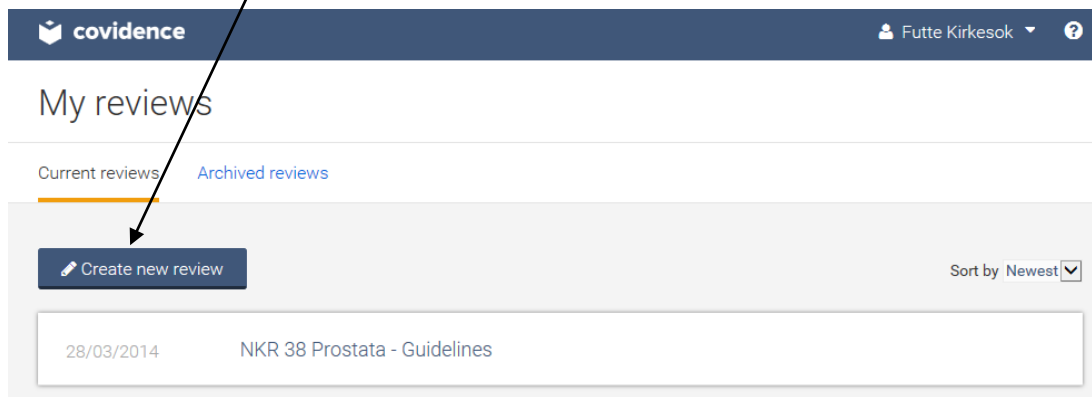 covidence
Futte Kirkesok
?
My reviews
Current reviews Archived reviews
Create new review
Sort by Newest
28/03/2014 NKR 38 Prostata - Guidelines